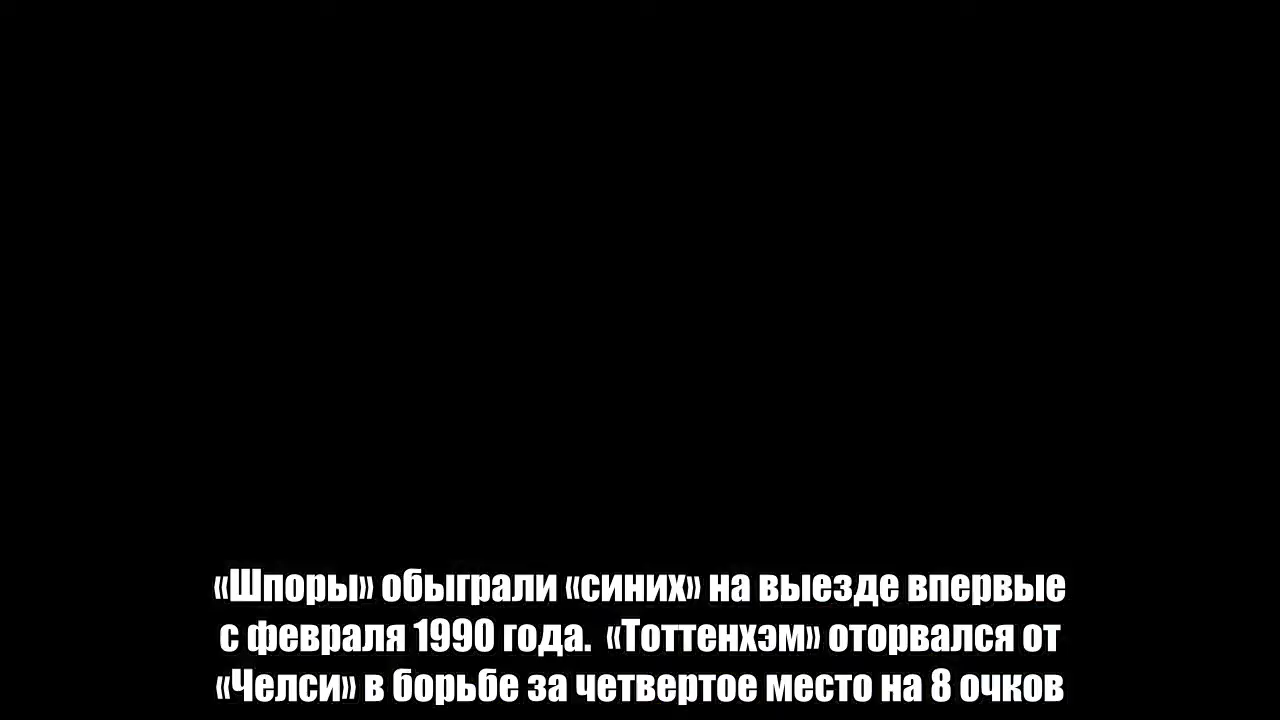 «Шпоры» обыграли «синих» на выезде впервые
с февраля 1990 года.  «Тоттенхэм» оторвался от
«Челси» в борьбе за четвертое место на 8 очков